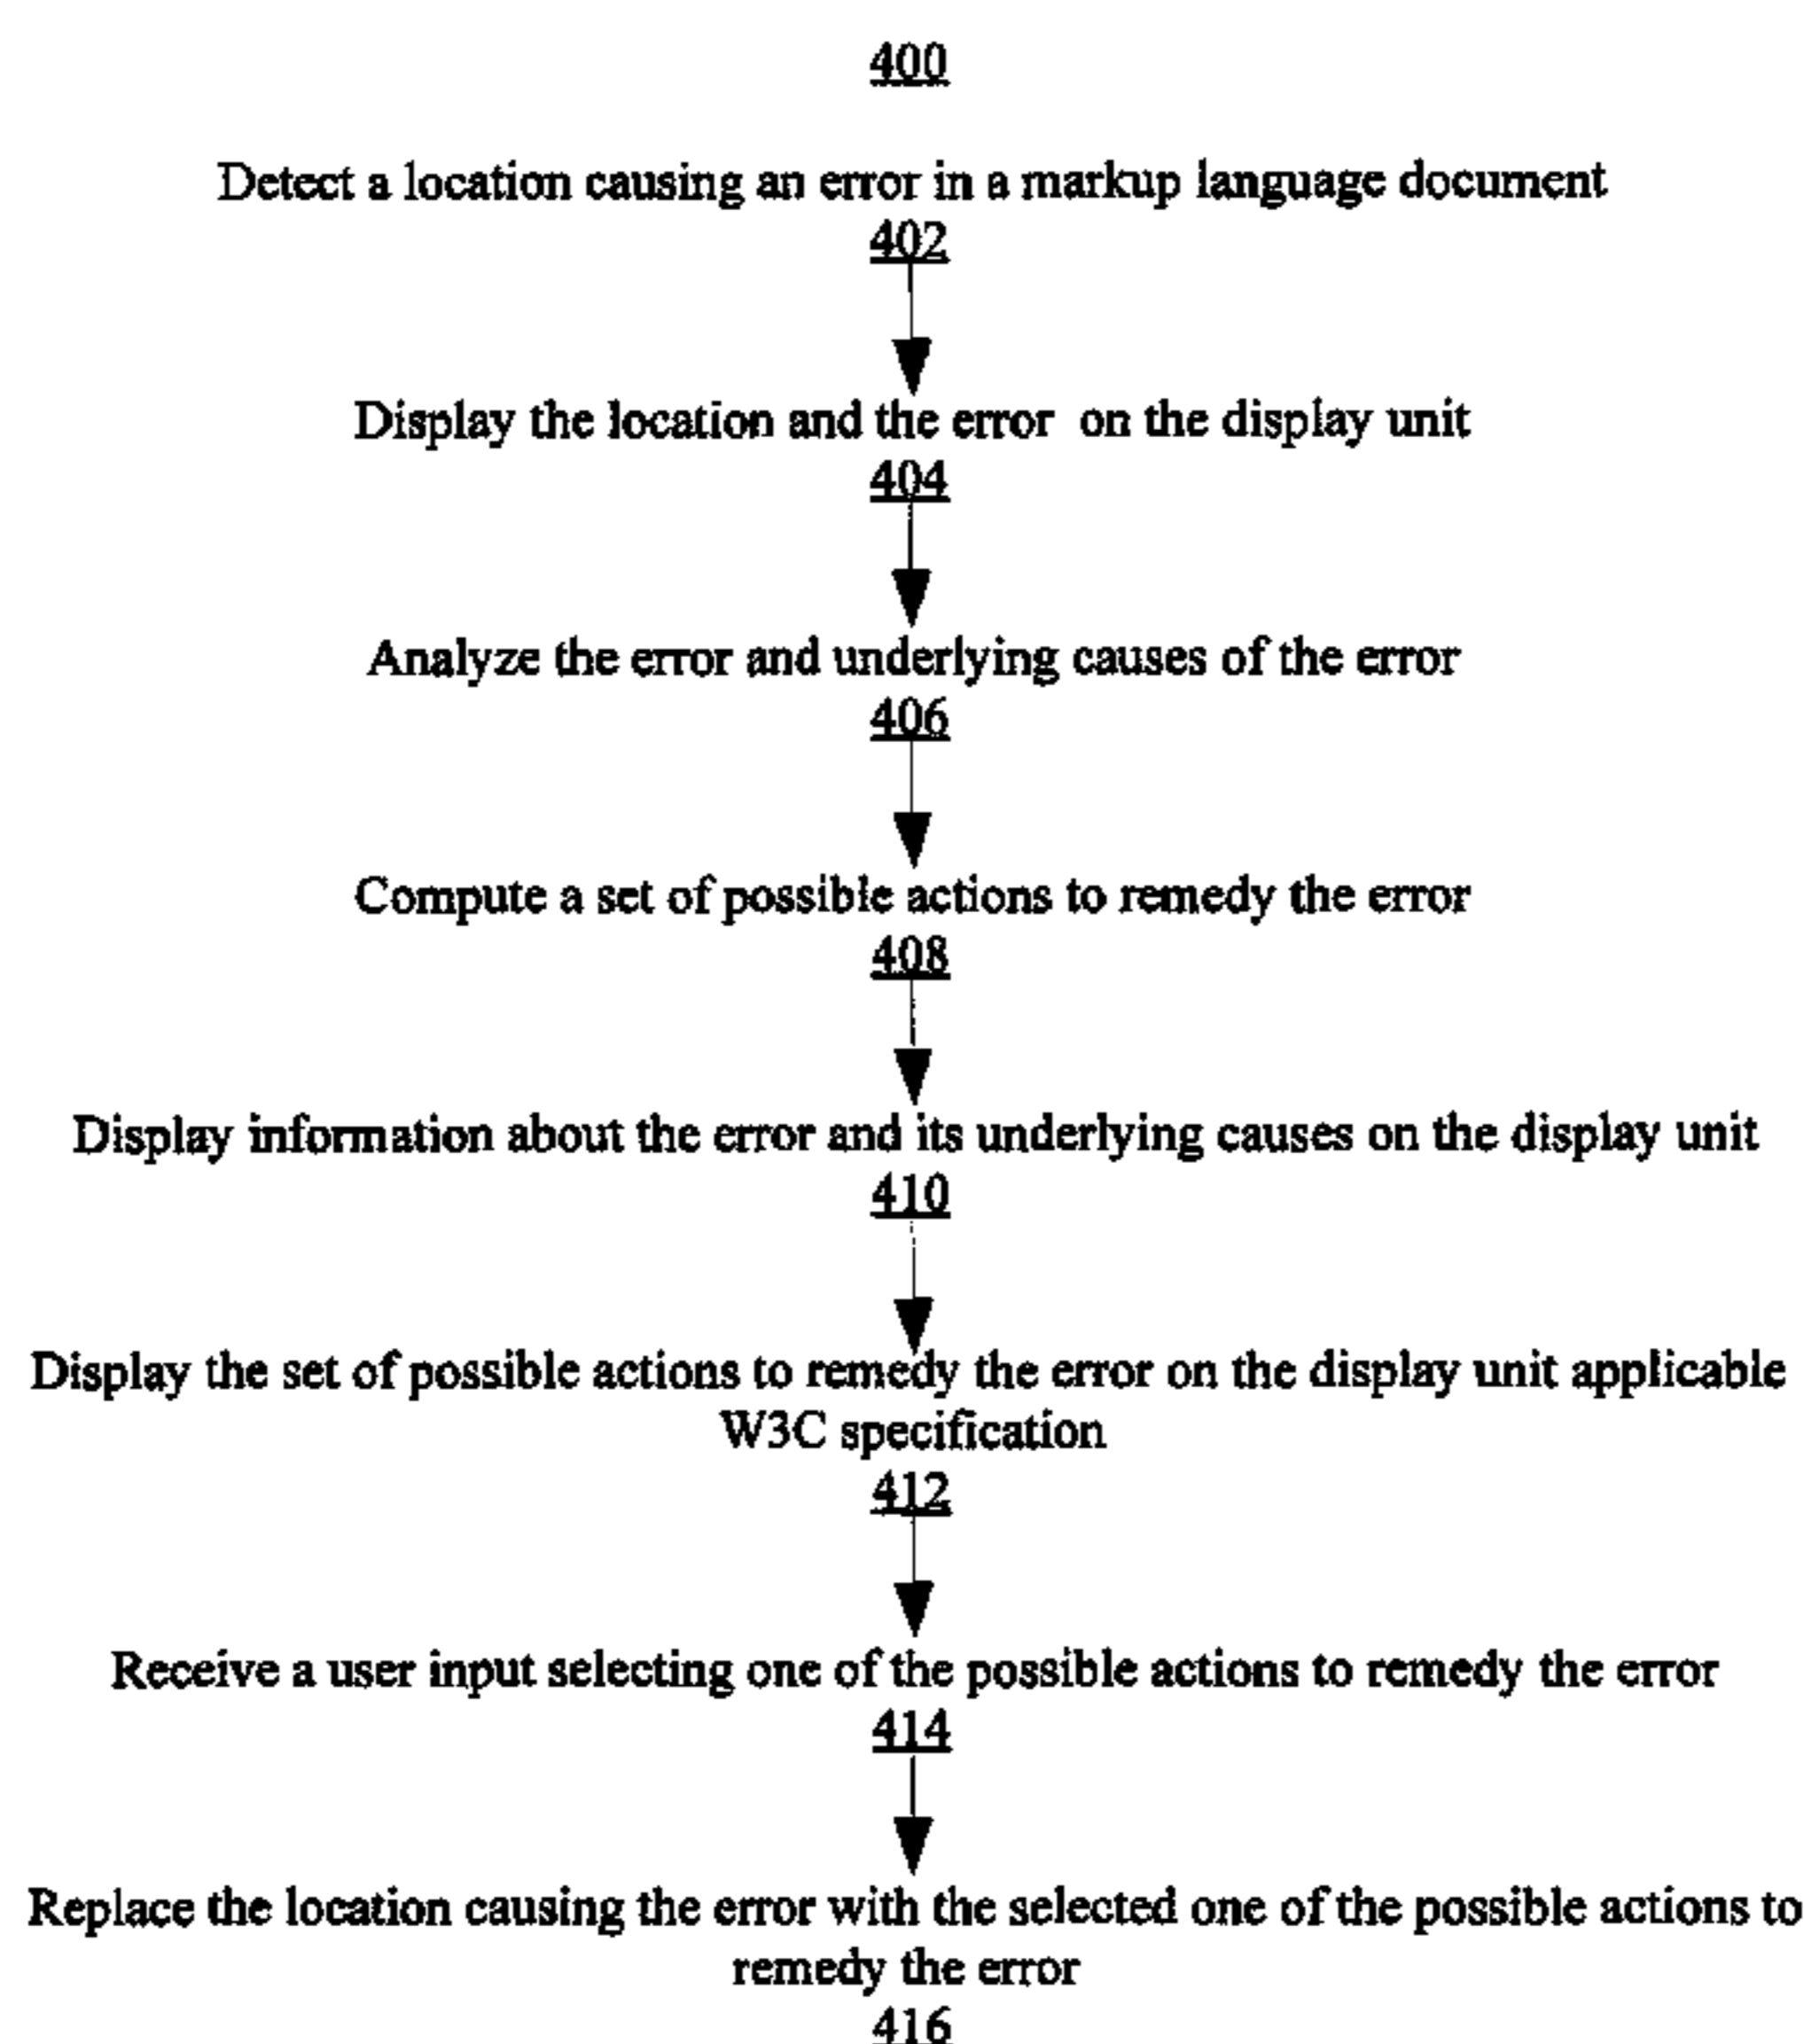 400
Detect a location causing an error in a markup language document
402
Display the location and the error on the display unit
404
Analyze the error and underlying causes of the error
406
Compute a set of possible actions to remedy the error
408
Display information about the error and its underlying causes on the display unit
410
Display the set of possible actions to remedy the error on the display unit applicable
W3C specification
412
Receive a user input selecting one of the possible actions to remedy the error
414
Replace the location causing the error with the selected one of the possible actions to
remedy the error
416